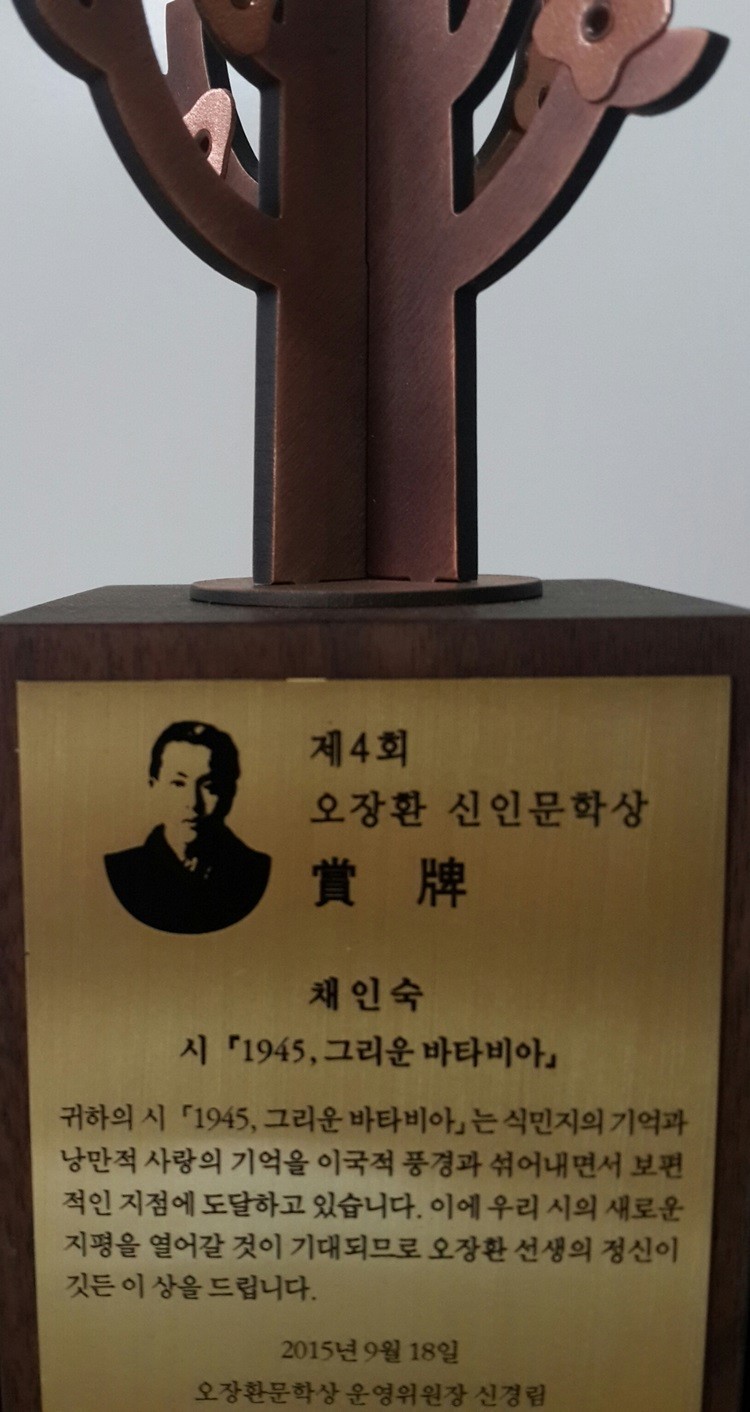 제4회
오장환 신인문학상
賞 牌
채인숙
시 『1945, 그리운 바타비아』
귀하의 시 『1945, 그리운 바타비아』는 식민지의 기억과
낭만적 사랑의 기억을 이국적 풍경과 섞어내면서 보편
적인 지점에 도달하고 있습니다. 이에 우리 시의 새로운
지평을 열어갈 것이 기대되므로 오장환 선생의 정신이
깃든 이 상을 드립니다.
2015년 9월 18일
오장환문학상 운영위원장 신경림